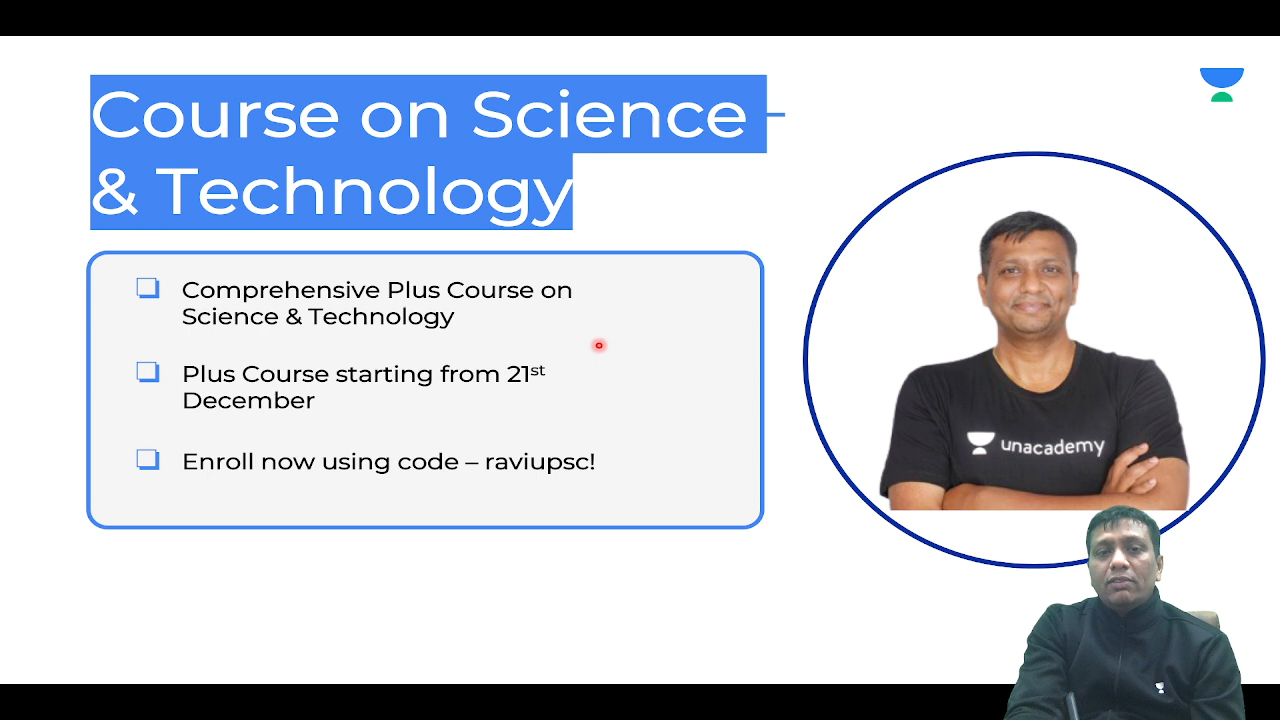 Course on Science -
& Technology
Comprehensive Plus Course on
Science & Technology
Plus Course starting from 21st
December
Enroll now using code – raviupsc!
unacademy